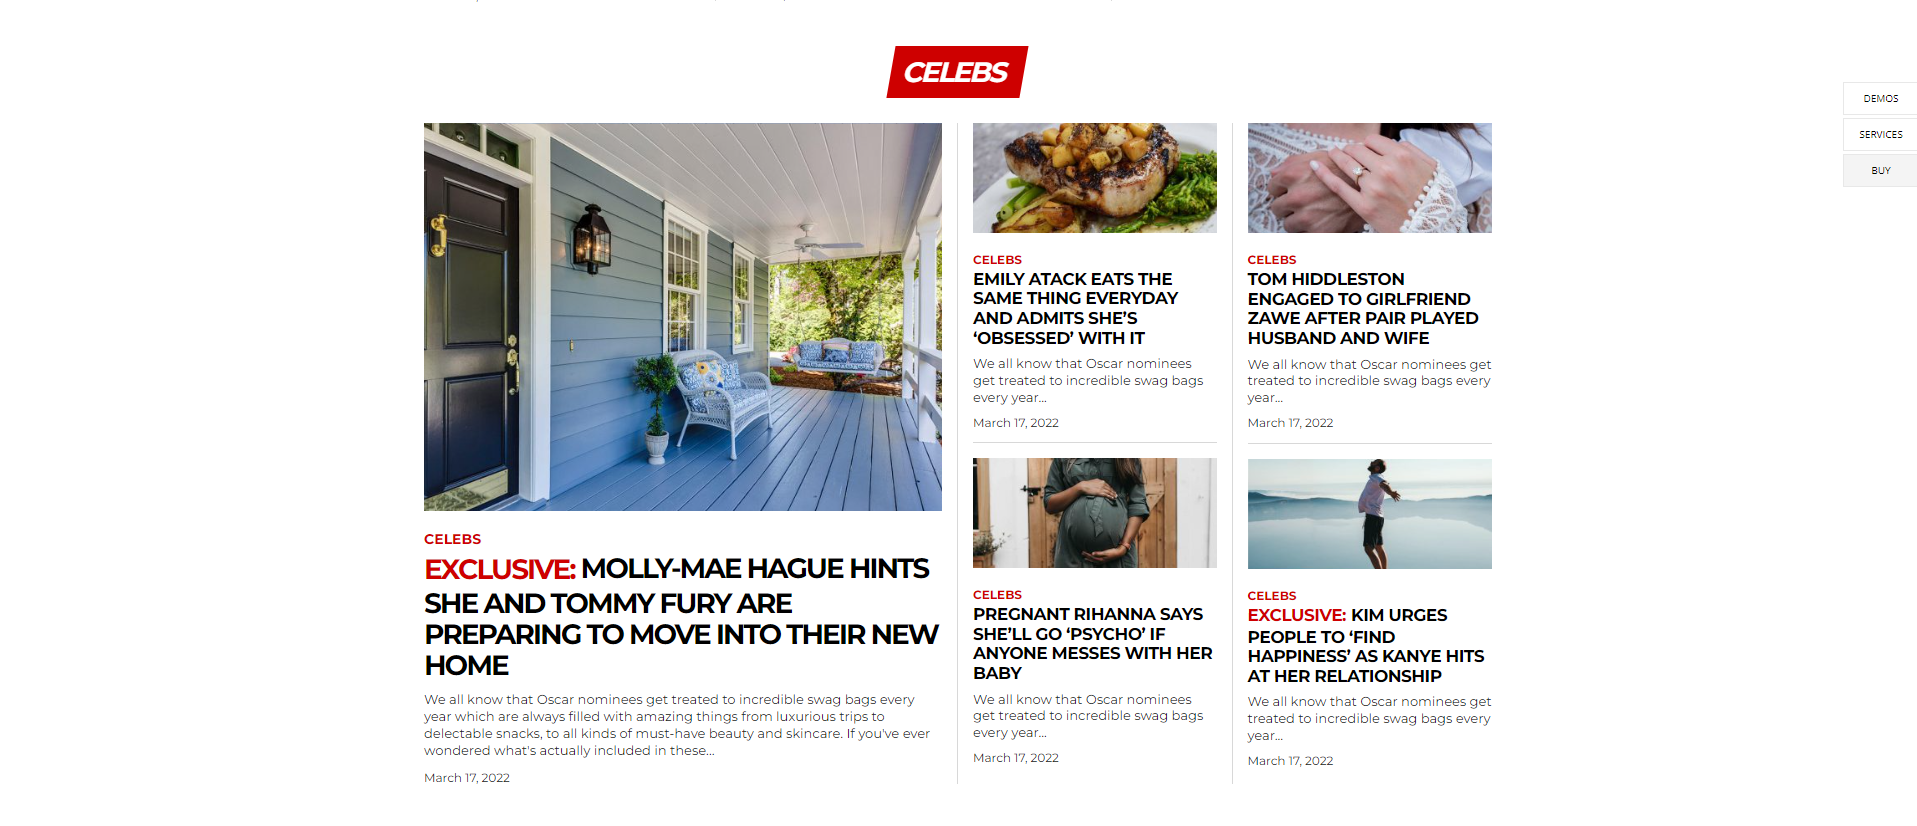 CELEBS
DEMOS
SERVICES
BUY
CELEBS
EXCLUSIVE: MOLLY-MAE HAGUE HINTS
SHE AND TOMMY FURY ARE
PREPARING TO MOVE INTO THEIR NEW
HOME
We all know that Oscar nominees get treated to incredible swag bags every
year which are always filled with amazing things from luxurious trips to
delectable snacks, to all kinds of must-have beauty and skincare. If you've ever
wondered what's actually included in these...
March 17, 2022
CELEBS
EMILY ATACK EATS THE
SAME THING EVERYDAY
AND ADMITS SHE’S
‘OBSESSED’ WITH IT
We all know that Oscar nominees
get treated to incredible swag bags
every year...
March 17, 2022
CELEBS
PREGNANT RIHANNA SAYS
SHE’LL GO ‘PSYCHO’ IF
ANYONE MESSES WITH HER
BABY
We all know that Oscar nominees
get treated to incredible swag bags
every year...
March 17, 2022
CELEBS
TOM HIDDLESTON
ENGAGED TO GIRLFRIEND
ZAWE AFTER PAIR PLAYED
HUSBAND AND WIFE
We all know that Oscar nominees get
treated to incredible swag bags every
year...
March 17, 2022
CELEBS
EXCLUSIVE: KIM URGES
PEOPLE TO ‘FIND
HAPPINESS’ AS KANYE HITS
AT HER RELATIONSHIP
We all know that Oscar nominees get
treated to incredible swag bags every
year...
March 17, 2022